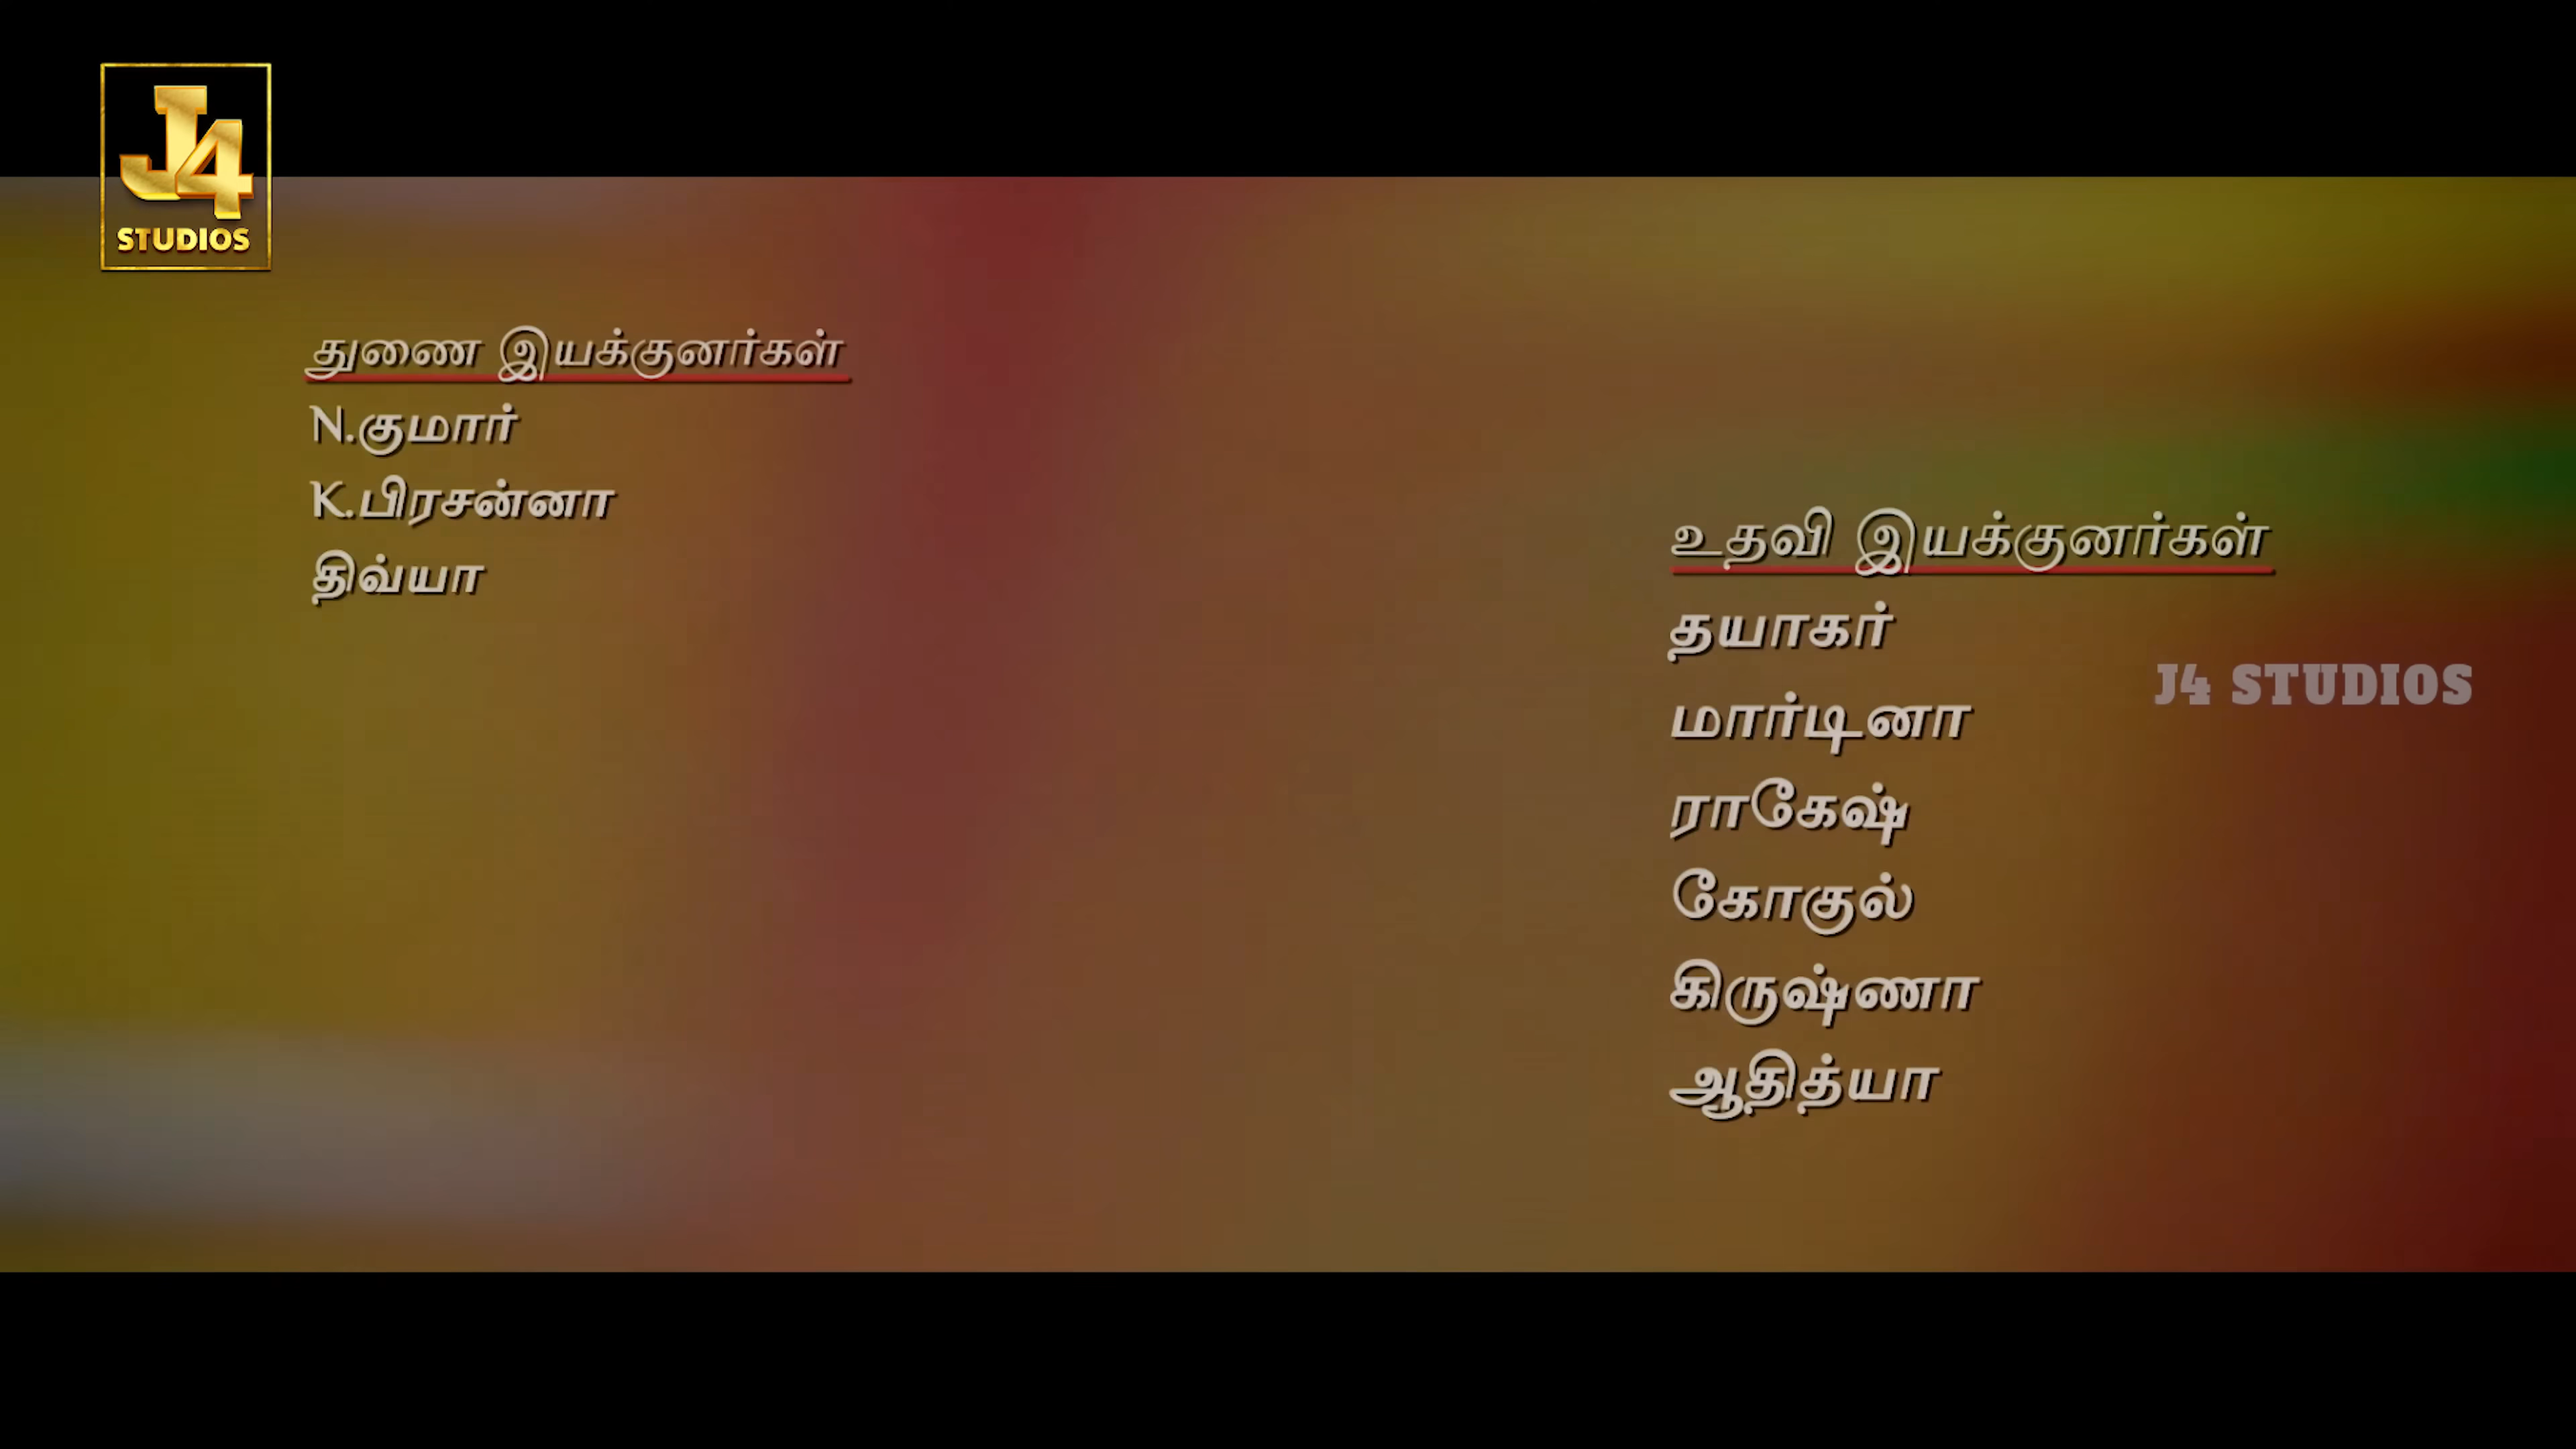 J4
STUDIOS
துணை இயக்குனர்கள்
N.குமார்
K.பிரசன்னா
திவ்யா
உதவி இயக்குனர்கள்
தயாகர்
மார்டினா
ராகேஷ்
கோகுல்
கிருஷ்ணா
ஆதித்யா
J4 STUDIOS